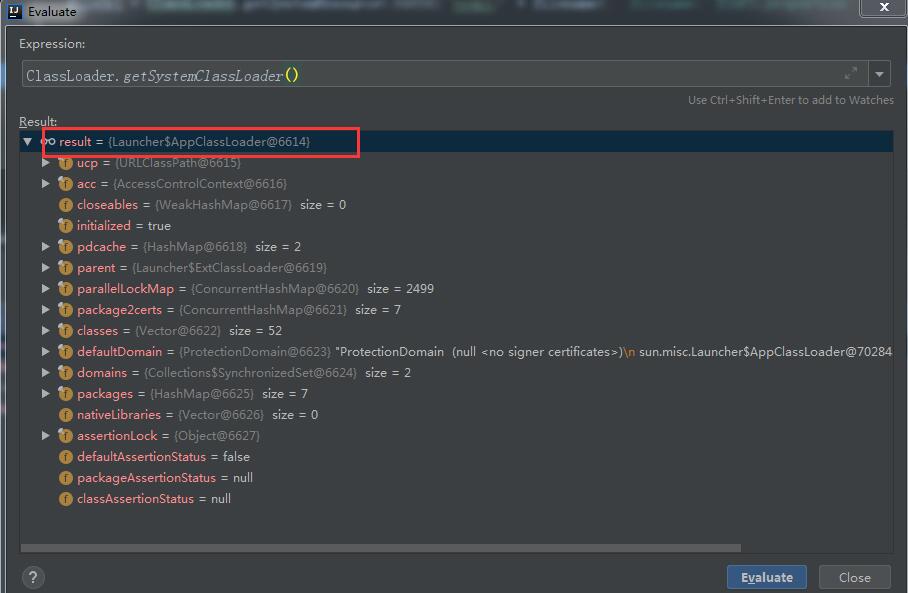 Evaluate
Expression:
ClassLoader.getSystemClassLoader()
Use Ctrl+Shift+Enter to add to Watches
Result:
result = {Launcher$AppClassLoader@6614}
ucp = {URLClassPath@6615}
acc = {AccessControlContext@6616}
closeables = {WeakHashMap@6617} size = 0
initialized = true
pdcache = {HashMap@6618} size = 2
parent = {Launcher$ExtClassLoader@6619}
parallelLockMap = {ConcurrentHashMap@6620} size = 2499
package2certs = {ConcurrentHashMap@6621} size = 7
classes = {Vector@6622} size = 52
defaultDomain = {ProtectionDomain@6623} "ProtectionDomain (null <no signer certificates>)\n sun.misc.Launcher$AppClassLoader@70284
domains = {Collections$SynchronizedSet@6624} size = 2
packages = {HashMap@6625} size = 7
nativeLibraries = {Vector@6626} size = 0
assertionLock = {Object@6627}
defaultAssertionStatus = false
packageAssertionStatus = null
classAssertionStatus = null
?
Evaluate
Close